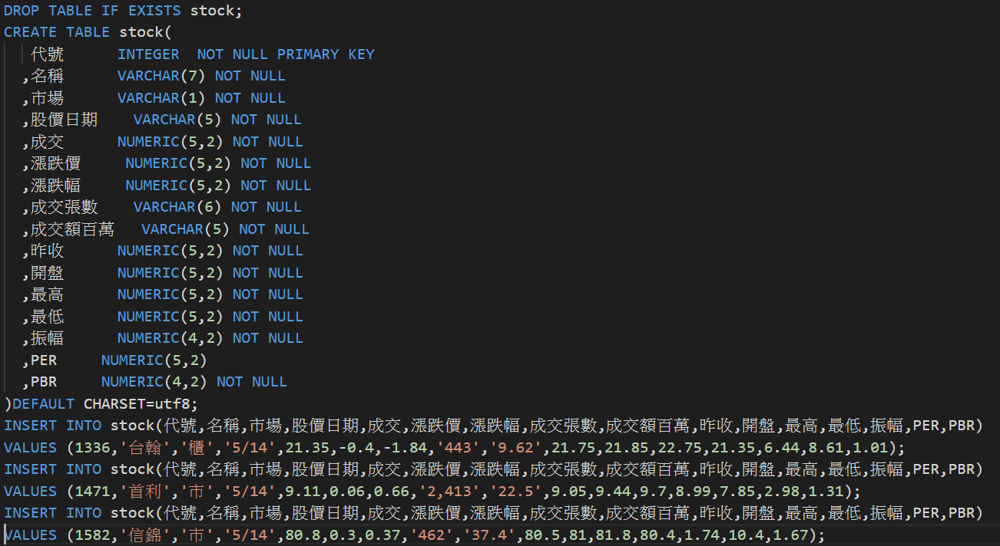 DROP TABLE IF EXISTS stock;
CREATE TABLE stock(
代號 INTEGER NOT NULL PRIMARY KEY
,名稱 VARCHAR(7) NOT NULL
,市場 VARCHAR(1) NOT NULL
,股價日期 VARCHAR(5) NOT NULL
,成交 NUMERIC(5,2) NOT NULL
,漲跌價 NUMERIC(5,2) NOT NULL
,漲跌幅 NUMERIC(5,2) NOT NULL
,成交張數 VARCHAR(6) NOT NULL
,成交額百萬 VARCHAR(5) NOT NULL
,昨收 NUMERIC(5,2) NOT NULL
,開盤 NUMERIC(5,2) NOT NULL
,最高 NUMERIC(5,2) NOT NULL
,最低 NUMERIC(5,2) NOT NULL
,振幅 NUMERIC(4,2) NOT NULL
,PER NUMERIC(5,2)
,PBR NUMERIC(4,2) NOT NULL
)DEFAULT CHARSET=utf8;
INSERT INTO stock(代號,名稱,市場,股價日期,成交,漲跌價,漲跌幅,成交張數,成交額百萬,昨收,開盤,最高,最低,振幅,PER,PBR)
VALUES (1336,'台翰','櫃','5/14',21.35,-0.4,-1.84,'443','9.62',21.75,21.85,22.75,21.35,6.44,8.61,1.01);
INSERT INTO stock(代號,名稱,市場,股價日期,成交,漲跌價,漲跌幅,成交張數,成交額百萬,昨收,開盤,最高,最低,振幅,PER,PBR)
VALUES (1471,'首利','市','5/14',9.11,0.06,0.66,'2,413','22.5',9.05,9.44,9.7,8.99,7.85,2.98,1.31);
INSERT INTO stock(代號,名稱,市場,股價日期,成交,漲跌價,漲跌幅,成交張數,成交額百萬,昨收,開盤,最高,最低,振幅,PER,PBR)
VALUES (1582,'信錦','市','5/14',80.8,0.3,0.37,'462','37.4',80.5,81,81.8,80.4,1.74,10.4,1.67);